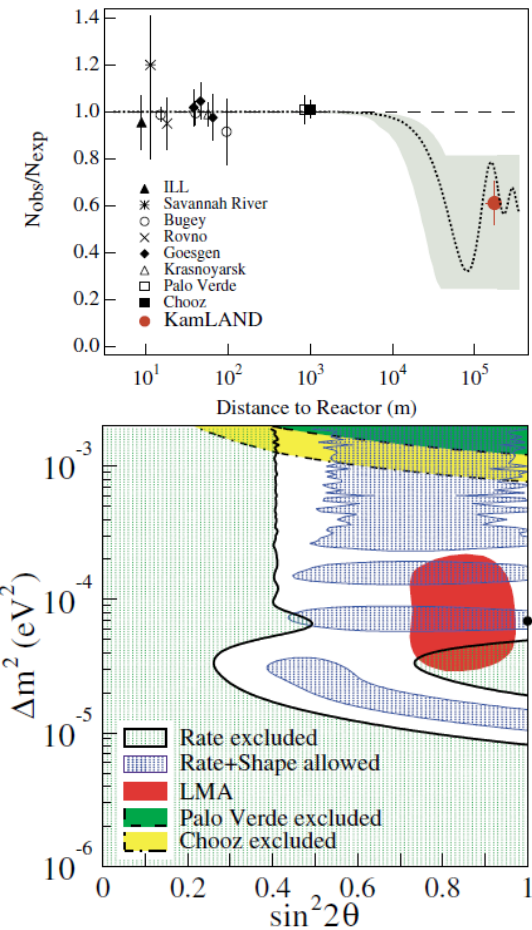 1.4
1.2
1.0
0.8
0.6
0.4
0.2
0.0
N_obs/N_exp
ILL
Savannah River
Bugey
Rovno
Goesgen
Krasnoyarsk
Palo Verde
Chooz
KamLAND
10^1 10^2 10^3 10^4 10^5
Distance to Reactor (m)
10^-3
10^-4
10^-5
10^-6
Δm^2 (eV^2)
Rate excluded
Rate+Shape allowed
LMA
Palo Verde excluded
Chooz excluded
0 0.2 0.4 0.6 0.8 1
sin^2 2θ